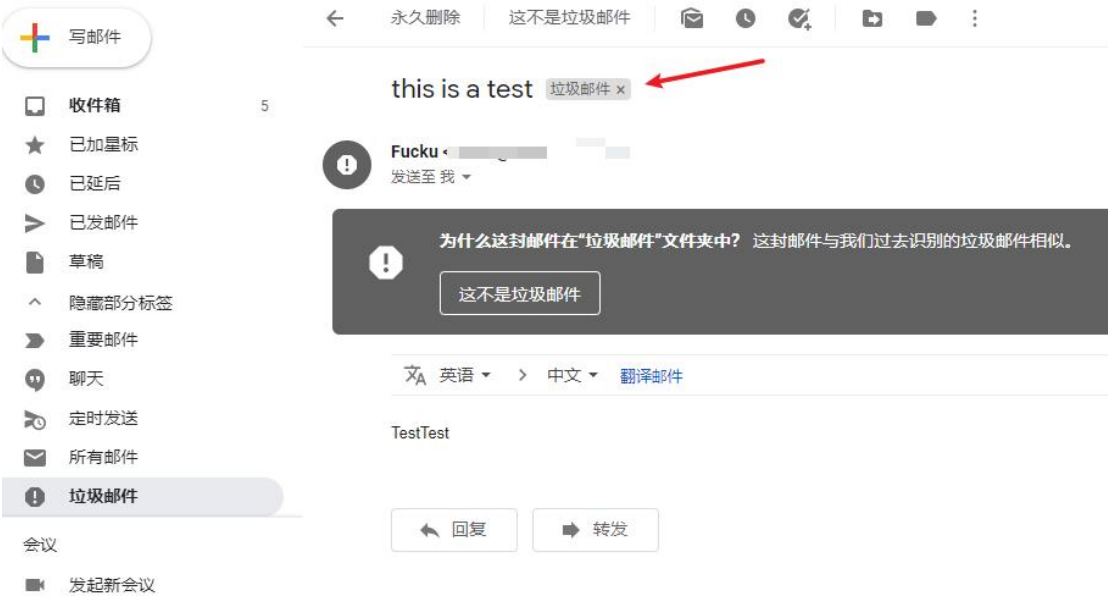 写邮件
收件箱 5
已加星标
已延后
已发邮件
草稿
隐藏部分标签
重要邮件
聊天
定时发送
所有邮件
垃圾邮件
会议
发起新会议
永久删除 这不是垃圾邮件
this is a test 垃圾邮件 x
Fucku <
发送至 我
为什么这封邮件在“垃圾邮件”文件夹中? 这封邮件与我们过去识别的垃圾邮件相似。
这不是垃圾邮件
文A 英语 > 中文 翻译邮件
TestTest
回复 转发